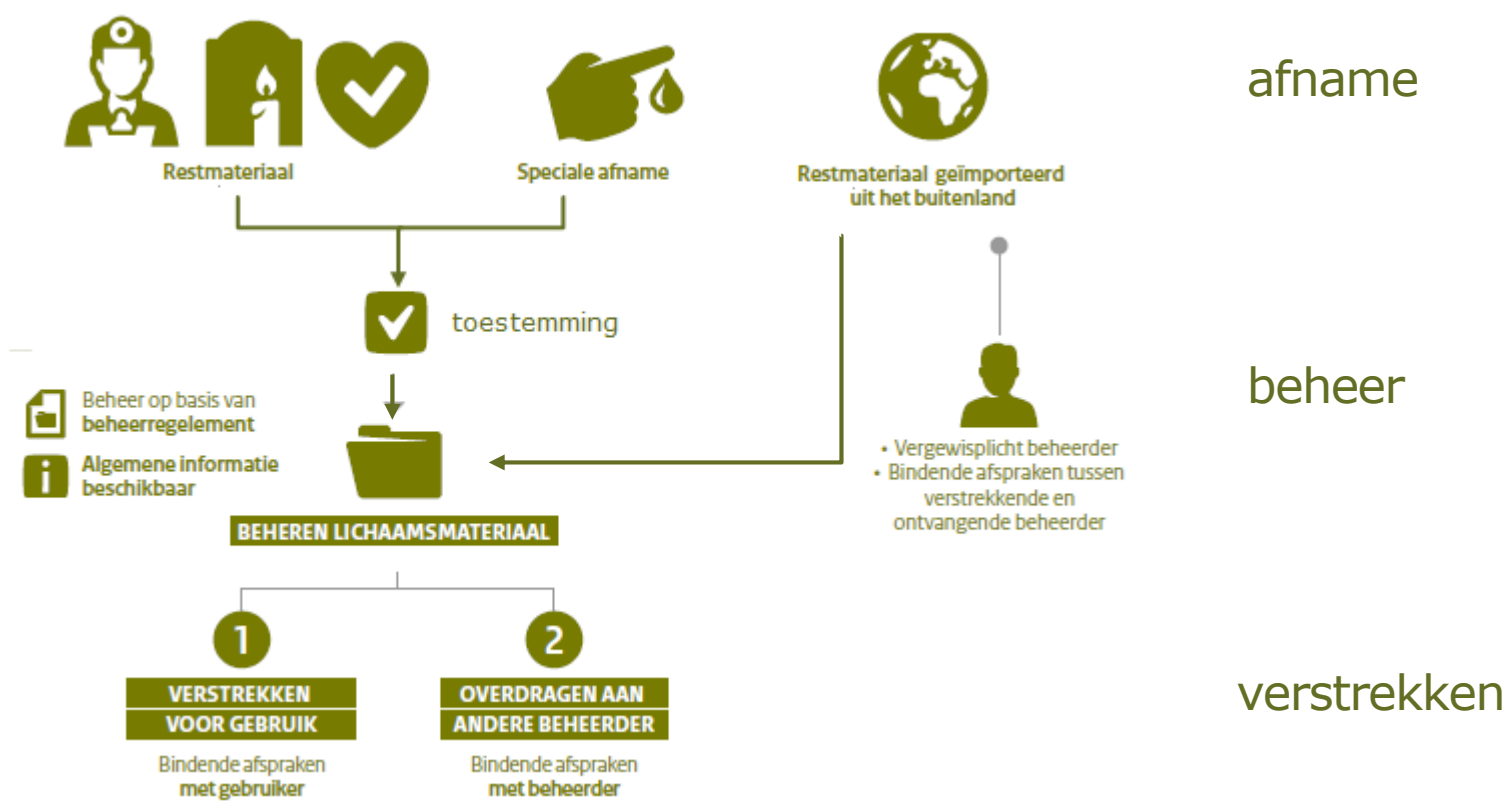 afname
Restmateriaal
Speciale afname
Restmateriaal geïmporteerd
uit het buitenland
toestemming
beheer
Beheer op basis van
beheerregelement
Algemene informatie
beschikbaar
• Vergewisplicht beheerder
• Bindende afspraken tussen
verstrekkende en
ontvangende beheerder
BEHEREN LICHAAMSMATERIAAL
1
2
verstrekken
VERSTREKKEN
VOOR GEBRUIK
OVERDRAGEN AAN
ANDERE BEHEERDER
Bindende afspraken
met gebruiker
Bindende afspraken
met beheerder